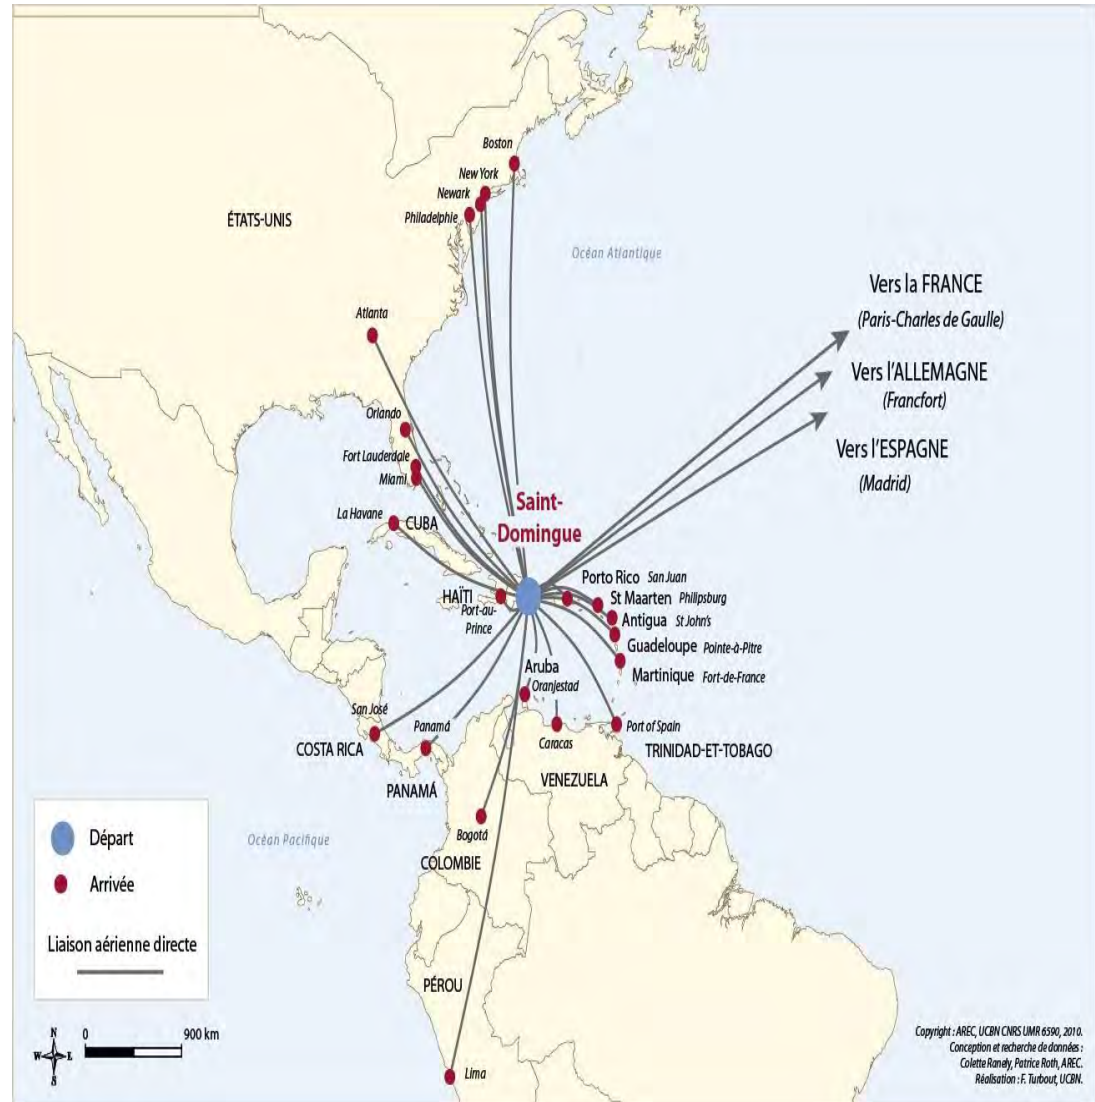 Boston
New York
Newark
Philadelphie
ÉTATS-UNIS
Océan Atlantique
Vers la FRANCE
(Paris-Charles de Gaulle)
Atlanta
Vers l'ALLEMAGNE
(Francfort)
Orlando
Fort Lauderdale
Miami
Vers l'ESPAGNE
(Madrid)
Saint-
Domingue
La Havane
CUBA
HAÏTI
Port-au-
Prince
Porto Rico San Juan
St Maarten Philipsburg
Antigua St John's
Guadeloupe Pointe-à-Pitre
Martinique Fort-de-France
Aruba
Oranjestad
San José
Panamá
Caracas
Port of Spain
COSTA RICA
TRINIDAD-ET-TOBAGO
PANAMÁ
VENEZUELA
Bogotá
COLOMBIE
Océan Pacifique
Départ
Arrivée
Liaison aérienne directe
PÉROU
Lima
N
W E
S
0 900 km
Copyright : AREC, UCBN CNRS UMR 6590, 2010.
Conception et recherche de données :
Colette Ranely, Patrice Roth, AREC.
Réalisation : F. Turbout, UCBN.